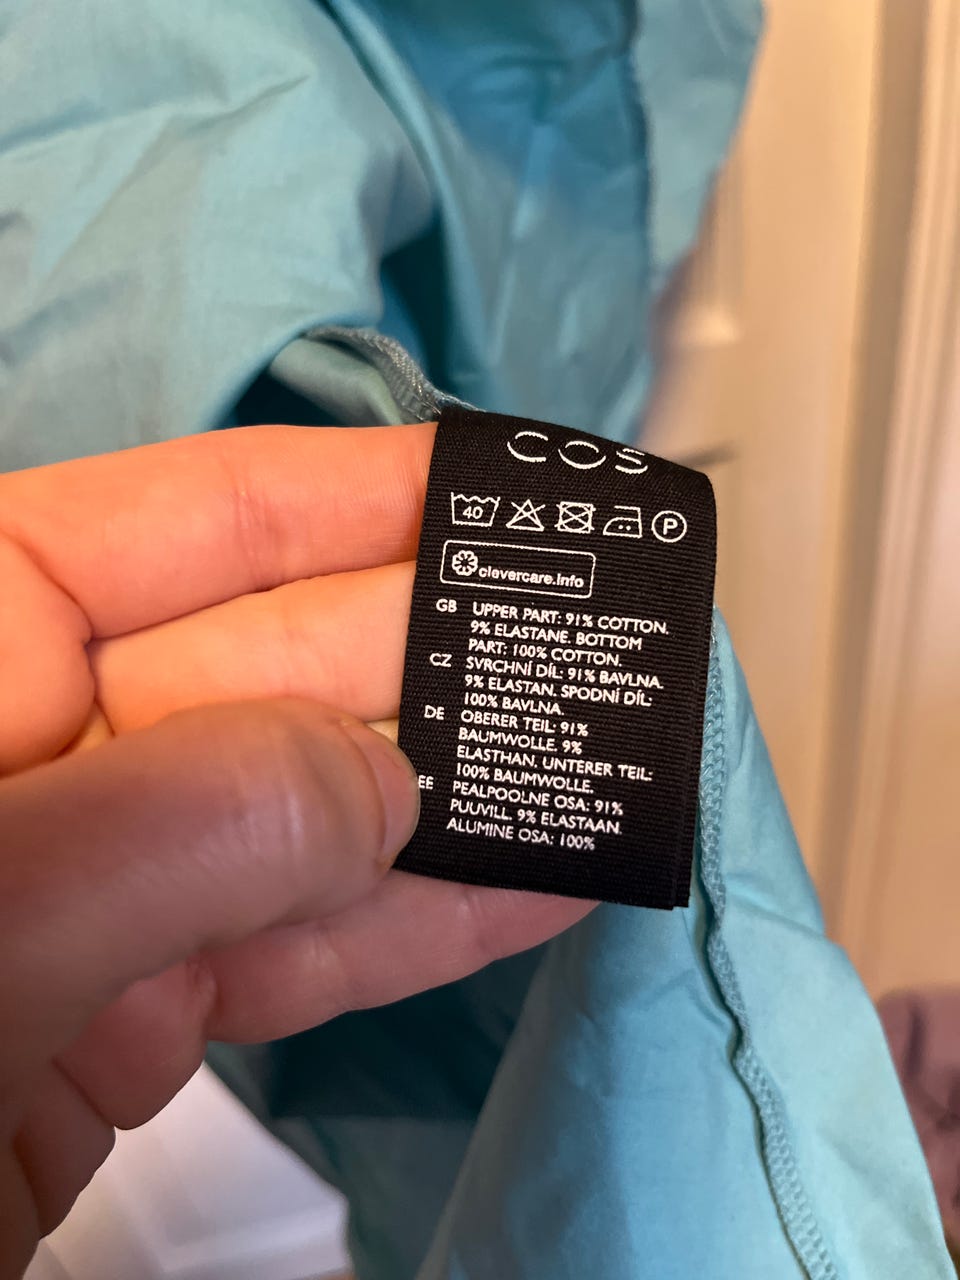 COS
40 P
clevercare.info
GB UPPER PART: 91% COTTON.
9% ELASTANE. BOTTOM
PART: 100% COTTON.
CZ SVRCHNÍ DÍL: 91% BAVLNA.
9% ELASTAN. SPODNÍ DÍL:
100% BAVLNA.
DE OBERER TEIL: 91%
BAUMWOLLE. 9%
ELASTHAN. UNTERER TEIL:
100% BAUMWOLLE.
EE PEALPOOLNE OSA: 91%
PUUVILL. 9% ELASTAAN.
ALUMINE OSA: 100%